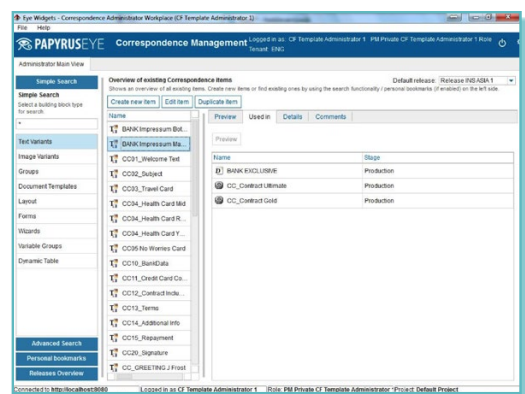 Eye Widgets - Correspondence Administrator Workplace (CF Template Administrator 1)
File Help
PAPYRUSEYE Correspondence Management Logged in as: CF Template Administrator 1 PM Private CF Template Administrator 1 Role
Tenant: ENG
Administrator Main View
Simple Search
Simple Search
Select a building block type
for search.
*
Text Variants
Image Variants
Groups
Document Templates
Layout
Forms
Wizards
Variable Groups
Dynamic Table
Advanced Search
Personal bookmarks
Releases Overview
Overview of existing Correspondence items
Default release: Release INS ASIA 1
Shows an overview of all existing items. Create new items or find existing ones by using the search functionality / personal bookmarks (if enabled) on the left side.
Create new item Edit item Duplicate item
Name
BANK Impressum Bot...
BANK Impressum Ma...
CC01_Welcome Text
CC02_Subject
CC03_Travel Card
CC04_Health Card Mid
CC04_Health Card R...
CC04_Health Card Y...
CC05 No Worries Card
CC10_BankData
CC11_Credit Card Co...
CC12_Contract Inclu...
CC13_Terms
CC14_Additional Info
CC15_Repayment
CC20_Signature
CC_GREETING J Frost
Preview Used in Details Comments
Preview
Name Stage
BANK EXCLUSIVE Production
CC_Contract Ultimate Production
CC_Contract Gold Production
Connected to http://localhost:8080 Logged in as CF Template Administrator 1 Role: PM Private CF Template Administrator *Project: Default Project